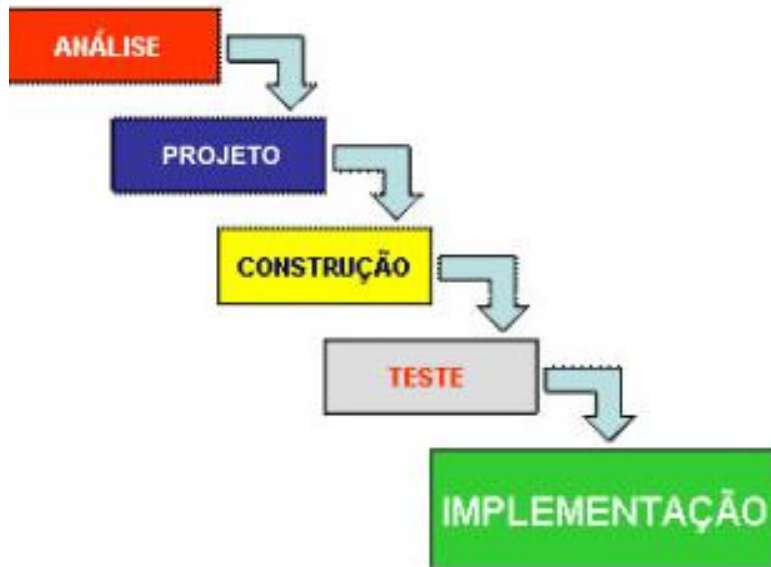 ANÁLISE
PROJETO
CONSTRUÇÃO
TESTE
IMPLEMENTAÇÃO